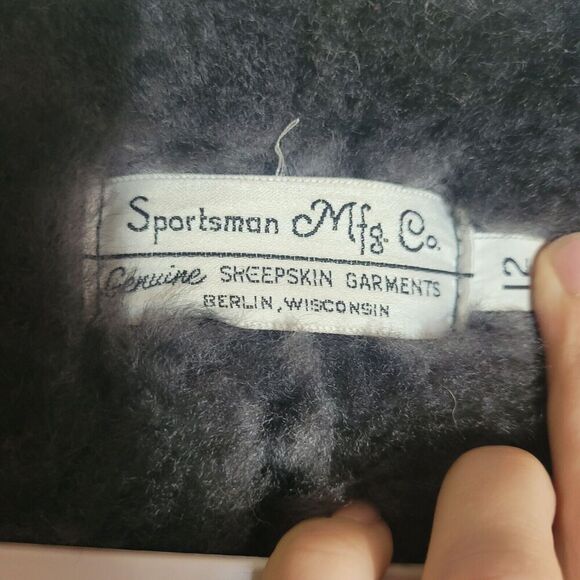 Sportsman Mfg. Co.
Genuine SHEEPSKIN GARMENTS
BERLIN, WISCONSIN
12